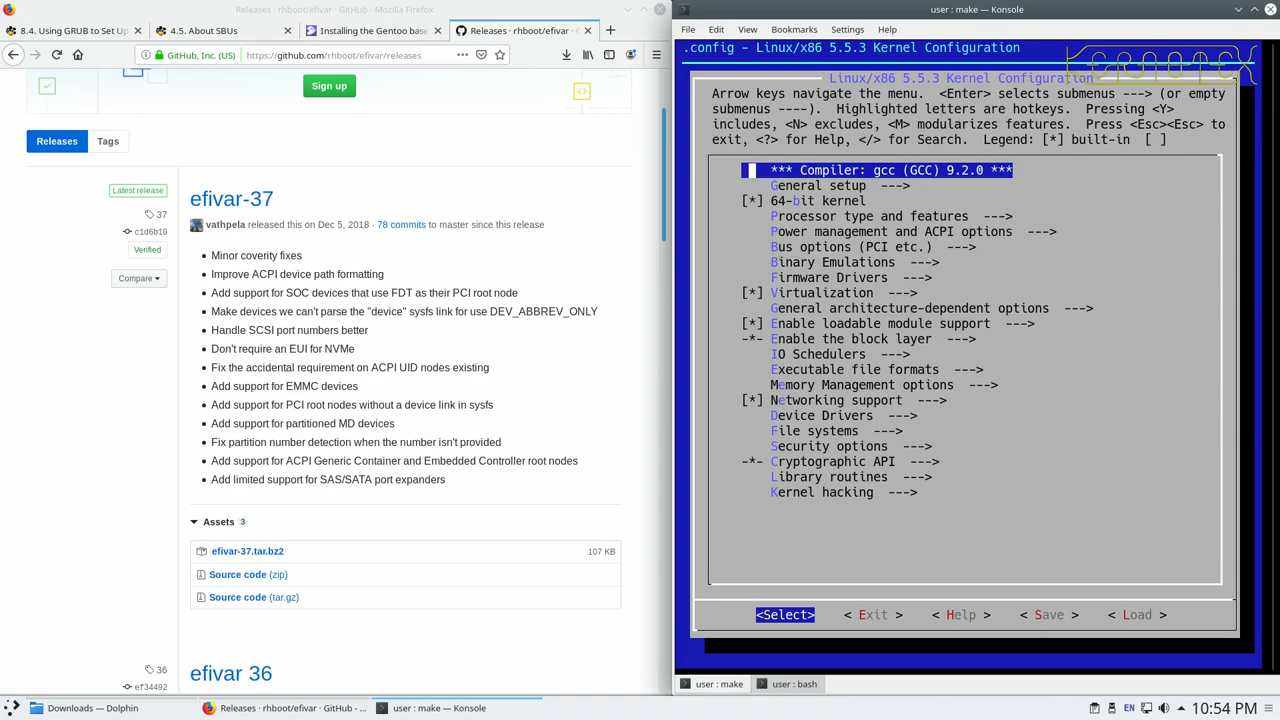 Releases · rhboot/efivar · GitHub - Mozilla Firefox
8.4. Using GRUB to Set Up
4.5. About SBUs
Installing the Gentoo base
Releases · rhboot/efivar · G
GitHub, Inc. (US)
https://github.com/rhboot/efivar/releases
Sign up
Releases
Tags
Latest release
37
c1d6b10
Verified
Compare
efivar-37
vathpela released this on Dec 5, 2018 · 78 commits to master since this release
Minor coverity fixes
Improve ACPI device path formatting
Add support for SOC devices that use FDT as their PCI root node
Make devices we can't parse the "device" sysfs link for use DEV_ABBREV_ONLY
Handle SCSI port numbers better
Don't require an EUI for NVMe
Fix the accidental requirement on ACPI UID nodes existing
Add support for EMMC devices
Add support for PCI root nodes without a device link in sysfs
Add support for partitioned MD devices
Fix partition number detection when the number isn't provided
Add support for ACPI Generic Container and Embedded Controller root nodes
Add limited support for SAS/SATA port expanders
Assets 3
efivar-37.tar.bz2 107 KB
Source code (zip)
Source code (tar.gz)
36
ef34492
efivar 36
user : make — Konsole
File Edit View Bookmarks Settings Help
.config - Linux/x86 5.5.3 Kernel Configuration
Linux/x86 5.5.3 Kernel Configuration
Arrow keys navigate the menu. <Enter> selects submenus ---> (or empty
submenus ----). Highlighted letters are hotkeys. Pressing <Y>
includes, <N> excludes, <M> modularizes features. Press <Esc><Esc> to
exit, <?> for Help, </> for Search. Legend: [*] built-in [ ]
*** Compiler: gcc (GCC) 9.2.0 ***
General setup --->
[*] 64-bit kernel
Processor type and features --->
Power management and ACPI options --->
Bus options (PCI etc.) --->
Binary Emulations --->
Firmware Drivers --->
[*] Virtualization --->
General architecture-dependent options --->
[*] Enable loadable module support --->
-*- Enable the block layer --->
IO Schedulers --->
Executable file formats --->
Memory Management options --->
[*] Networking support --->
Device Drivers --->
File systems --->
Security options --->
-*- Cryptographic API --->
Library routines --->
Kernel hacking --->
<Select> < Exit > < Help > < Save > < Load >
user : make
user : bash
Downloads — Dolphin
Releases · rhboot/efivar · GitHub - ...
user : make — Konsole
EN
10:54 PM